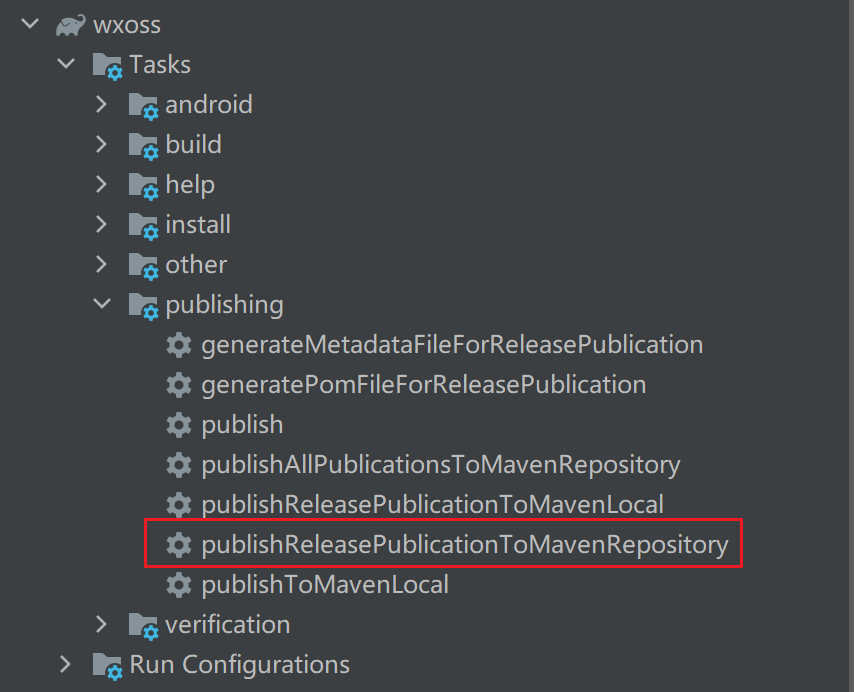 wxoss
Tasks
android
build
help
install
other
publishing
generateMetadataFileForReleasePublication
generatePomFileForReleasePublication
publish
publishAllPublicationsToMavenRepository
publishReleasePublicationToMavenLocal
publishReleasePublicationToMavenRepository
publishToMavenLocal
verification
Run Configurations